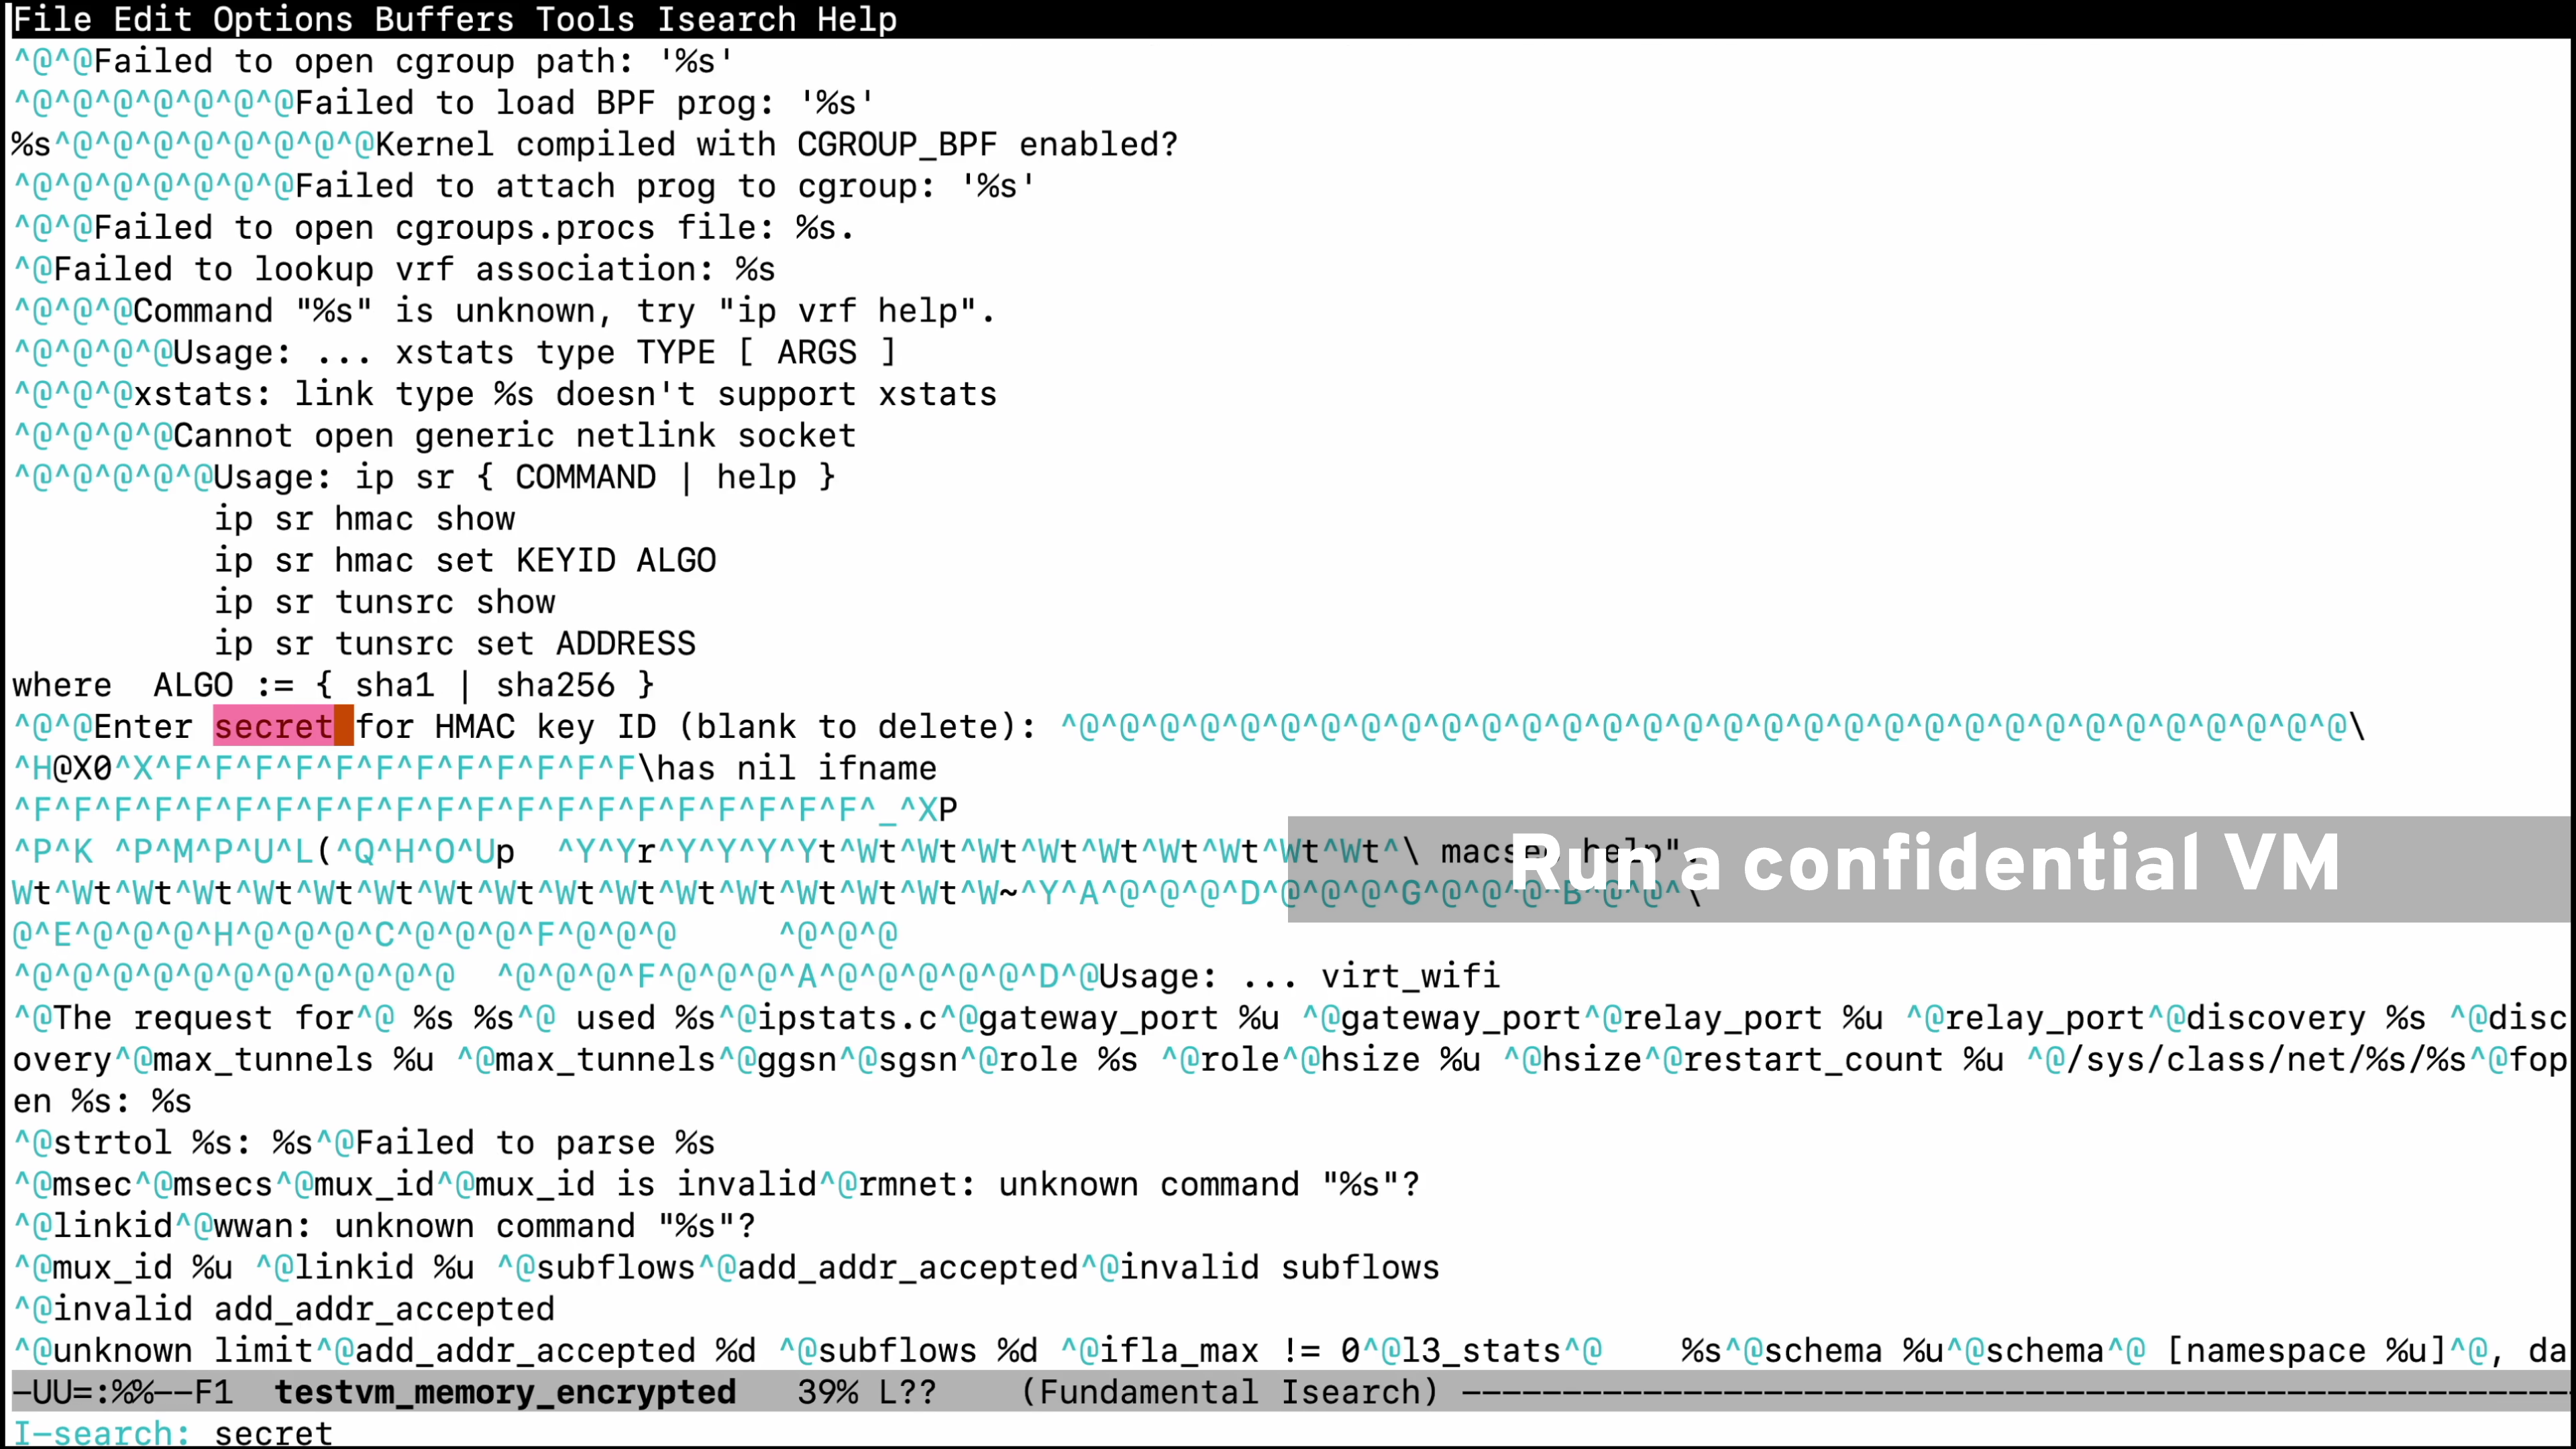 File Edit Options Buffers Tools Isearch Help
^@^@Failed to open cgroup path: '%s'
^@^@^@^@^@^@^@Failed to load BPF prog: '%s'
%s^@^@^@^@^@^@^@^@Kernel compiled with CGROUP_BPF enabled?
^@^@^@^@^@^@^@Failed to attach prog to cgroup: '%s'
^@^@Failed to open cgroups.procs file: %s.
^@Failed to lookup vrf association: %s
^@^@^@Command "%s" is unknown, try "ip vrf help".
^@^@^@^@Usage: ... xstats type TYPE [ ARGS ]
^@^@^@xstats: link type %s doesn't support xstats
^@^@^@^@Cannot open generic netlink socket
^@^@^@^@^@Usage: ip sr { COMMAND | help }
ip sr hmac show
ip sr hmac set KEYID ALGO
ip sr tunsrc show
ip sr tunsrc set ADDRESS
where  ALGO := { sha1 | sha256 }
^@^@Enter secret for HMAC key ID (blank to delete): ^@^@^@^@^@^@^@^@^@^@^@^@^@^@^@^@^@^@^@^@^@^@^@^@^@^@^@^@^@^@^@^@\
^H@X0^X^F^F^F^F^F^F^F^F^F^F^F^F\has nil ifname
^F^F^F^F^F^F^F^F^F^F^F^F^F^F^F^F^F^F^F^F^F^_^XP
^P^K ^P^M^P^U^L(^Q^H^O^Up  ^Y^Yr^Y^Y^Y^Yt^Wt^Wt^Wt^Wt^Wt^Wt^Wt^Wt^Wt^\ macsec help".
Wt^Wt^Wt^Wt^Wt^Wt^Wt^Wt^Wt^Wt^Wt^Wt^Wt^Wt^Wt^Wt^W~^Y^A^@^@^@^D^@^@^@^G^@^@^@^B^@^@^\
Run a confidential VM
@^E^@^@^@^H^@^@^@^C^@^@^@^F^@^@^@     ^@^@^@
^@^@^@^@^@^@^@^@^@^@^@  ^@^@^@^F^@^@^@^A^@^@^@^@^@^D^@Usage: ... virt_wifi
^@The request for^@ %s %s^@ used %s^@ipstats.c^@gateway_port %u ^@gateway_port^@relay_port %u ^@relay_port^@discovery %s ^@disc
overy^@max_tunnels %u ^@max_tunnels^@ggsn^@sgsn^@role %s ^@role^@hsize %u ^@hsize^@restart_count %u ^@/sys/class/net/%s/%s^@fop
en %s: %s
^@strtol %s: %s^@Failed to parse %s
^@msec^@msecs^@mux_id^@mux_id is invalid^@rmnet: unknown command "%s"?
^@linkid^@wwan: unknown command "%s"?
^@mux_id %u ^@linkid %u ^@subflows^@add_addr_accepted^@invalid subflows
^@invalid add_addr_accepted
^@unknown limit^@add_addr_accepted %d ^@subflows %d ^@ifla_max != 0^@l3_stats^@    %s^@schema %u^@schema^@ [namespace %u]^@, da
-UU=:%%--F1  testvm_memory_encrypted   39% L??    (Fundamental Isearch) -------------------------------------------------------
I-search: secret